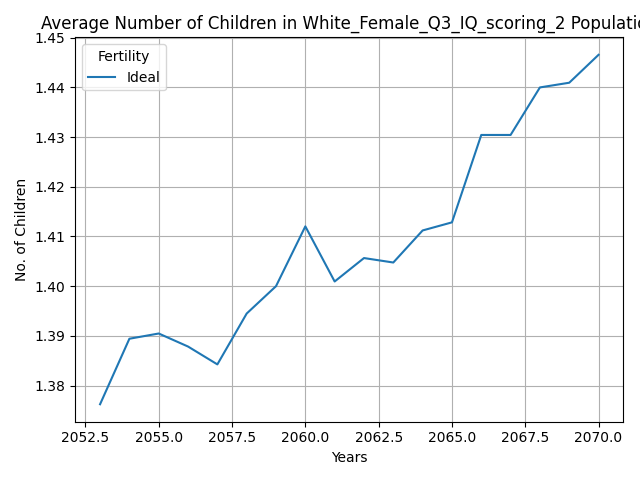 Average Number of Children in White_Female_Q3_IQ_scoring_2 Populatio
1.45
Fertility
Ideal
1.44
1.43
1.42
1.41
1.40
1.39
1.38
No. of Children
2052.5 2055.0 2057.5 2060.0 2062.5 2065.0 2067.5 2070.0
Years